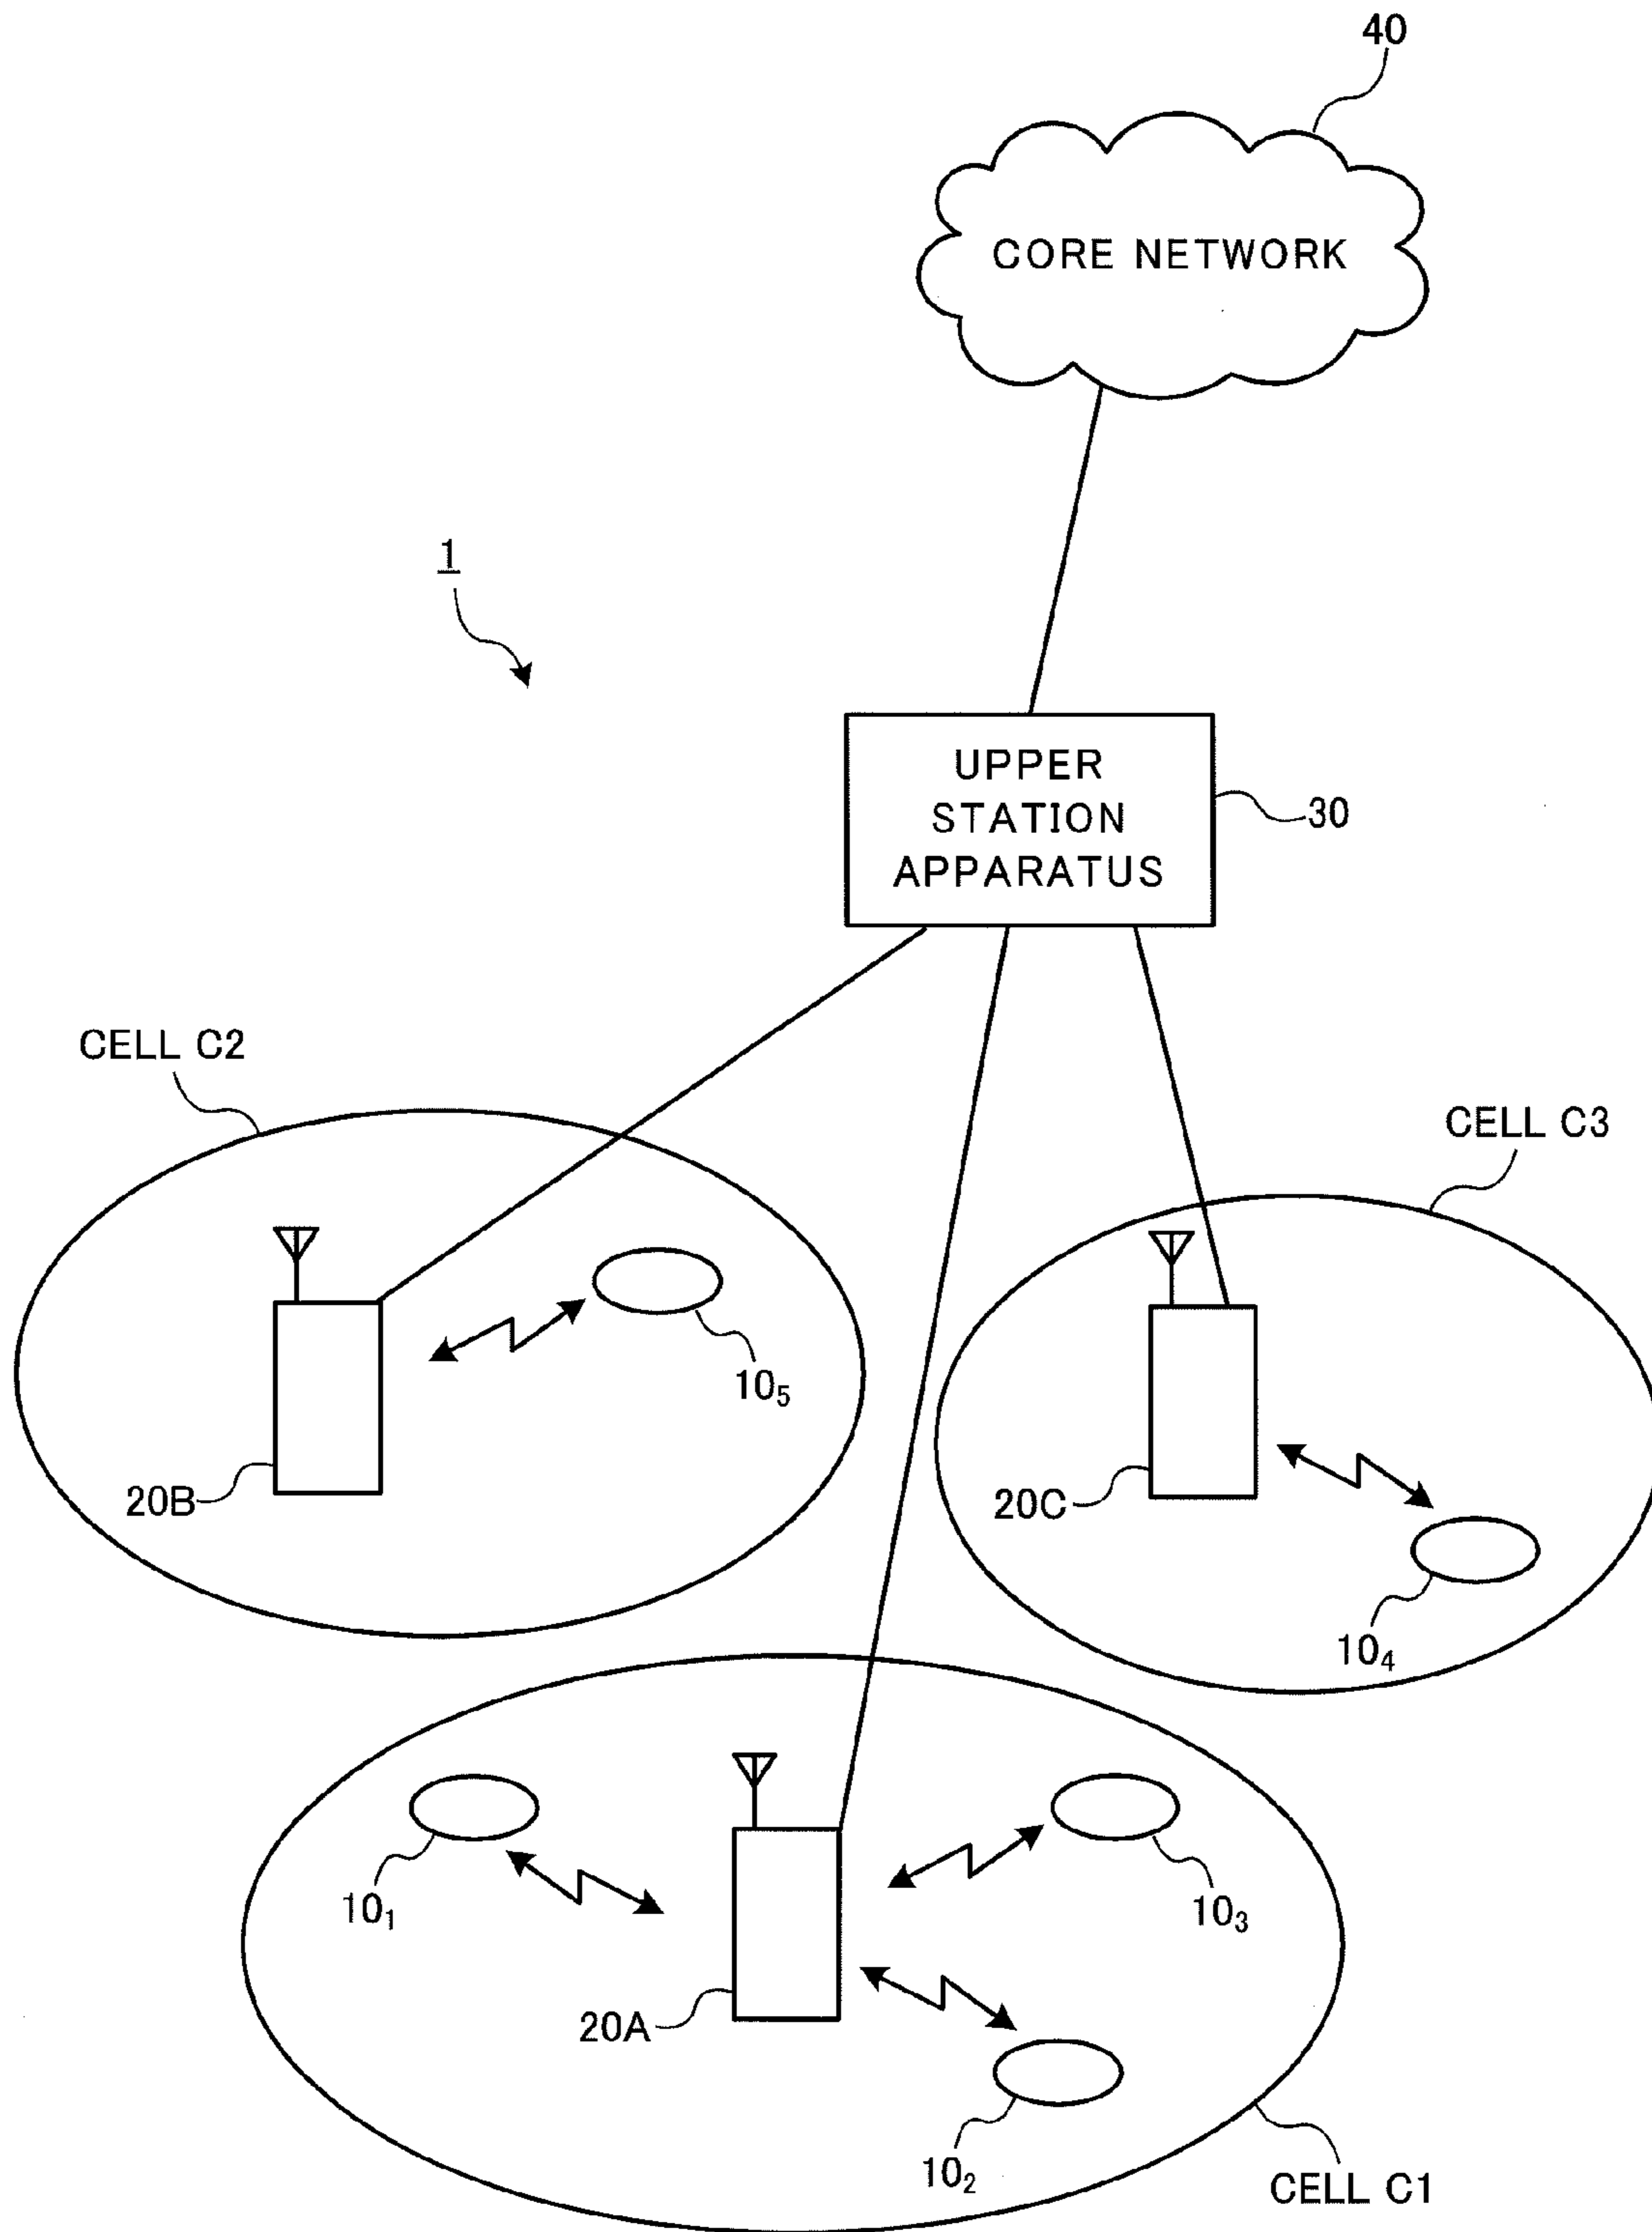 40
CORE NETWORK
1
UPPER
STATION
APPARATUS
30
CELL C2
CELL C3
10₅
20B
20C
10₄
10₁
10₃
20A
10₂
CELL C1